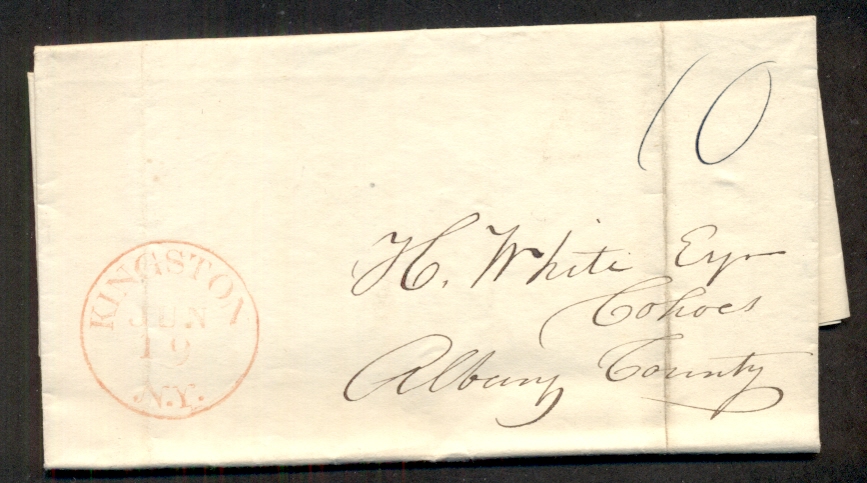 10
H. White Esqr
Cohoes
Albany County
KINGSTON
JUN
19
N.Y.